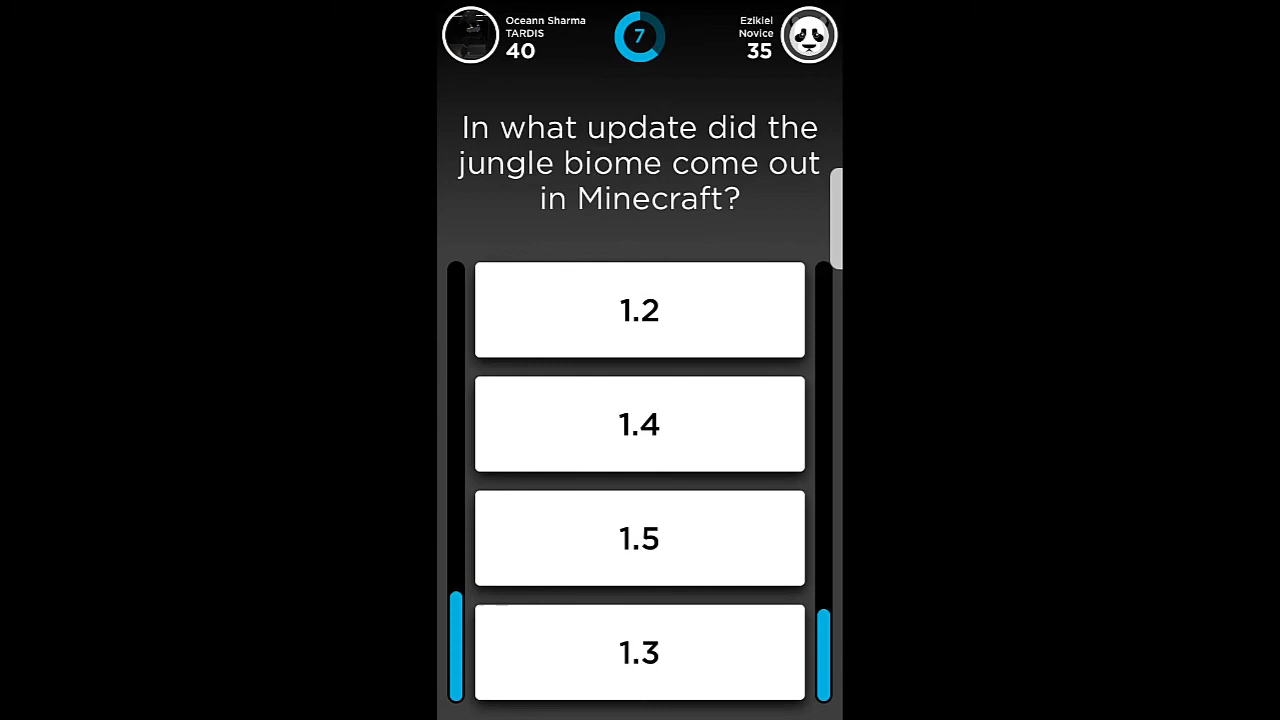 Oceann Sharma
TARDIS
40
7
Ezikiel
Novice
35
In what update did the
jungle biome come out
in Minecraft?
1.2
1.4
1.5
1.3